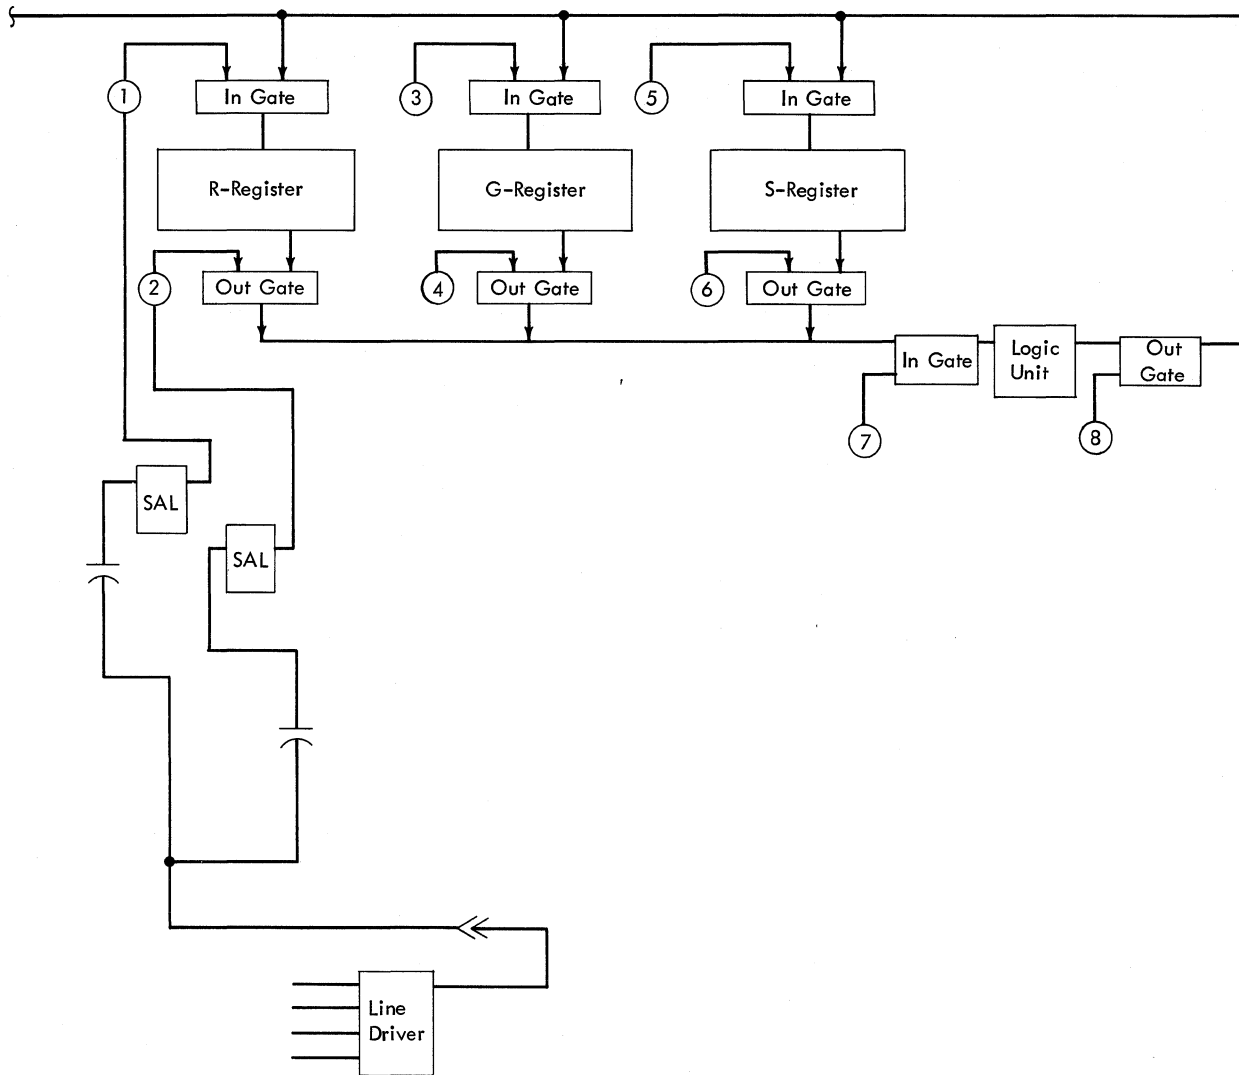 1
In Gate
3
In Gate
5
In Gate
R-Register
G-Register
S-Register
2
Out Gate
4
Out Gate
6
Out Gate
In Gate
Logic
Unit
Out
Gate
7
8
SAL
SAL
Line
Driver